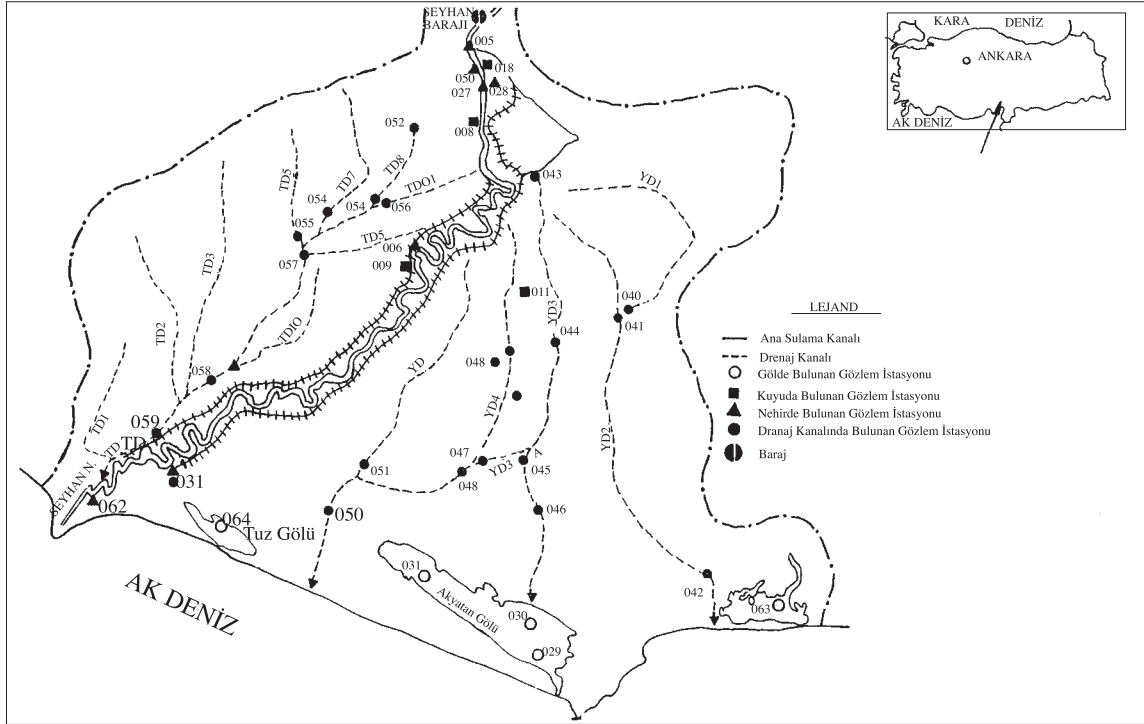 SEYHAN
BARAJI
005
018
050
027
028
008
KARA DENİZ
ANKARA
AK DENİZ
052
TD8
TD7
TD5
054
054
056
TDO1
055
057
TD5
006
009
043
YD1
TD3
TD2
TDIO
011
YD3
044
040
041
048
YD
YD4
YD2
058
TD1
059
TD
TD
031
SEYHAN N.
062
064
Tuz Gölü
051
050
047
048
YD3
A
045
046
042
063
031
Akyatan Gölü
030
029
AK DENİZ
LEJAND
Ana Sulama Kanalı
Drenaj Kanalı
Gölde Bulunan Gözlem İstasyonu
Kuyuda Bulunan Gözlem İstasyonu
Nehirde Bulunan Gözlem İstasyonu
Dranaj Kanalında Bulunan Gözlem İstasyonu
Baraj